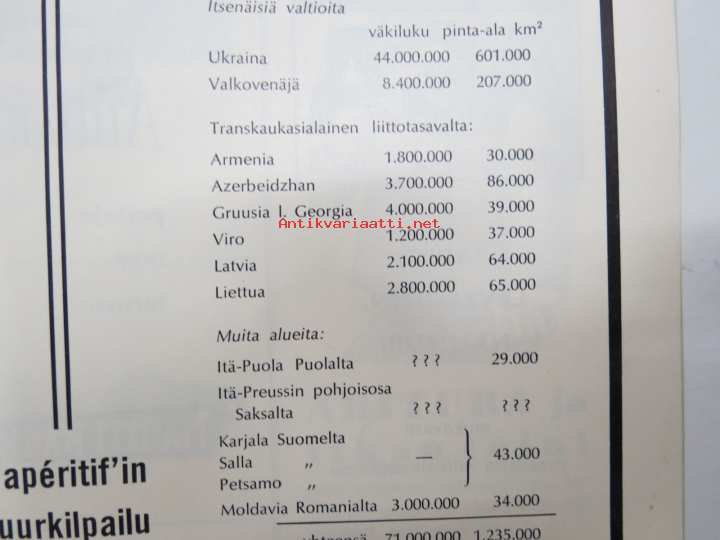 Itsenäisiä valtioita
väkiluku pinta-ala km²
Ukraina 44.000.000 601.000
Valkovenäjä 8.400.000 207.000
Transkaukasialainen liittotasavalta:
Armenia 1.800.000 30.000
Azerbeidzhan 3.700.000 86.000
Gruusia l. Georgia 4.000.000 39.000
Antikvariaatti.net
Viro 1.200.000 37.000
Latvia 2.100.000 64.000
Liettua 2.800.000 65.000
Muita alueita:
Itä-Puola Puolalta ? ? ? 29.000
Itä-Preussin pohjoisosa
Saksalta ? ? ? ? ? ?
Karjala Suomelta
Salla „ — 43.000
Petsamo „
Moldavia Romanialta 3.000.000 34.000
yhteensä 71.000.000 1.235.000
apéritif'in
uurkilpailu